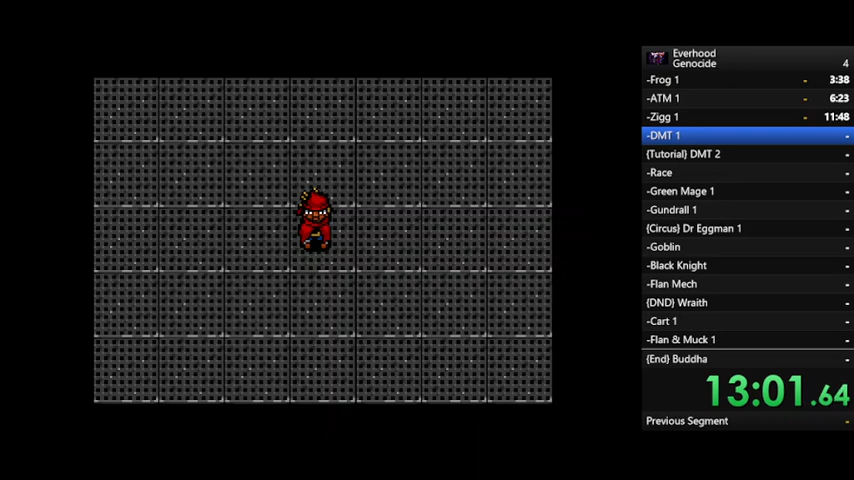 Everhood
Genocide 4
-Frog 1 - 3:38
-ATM 1 - 6:23
-Zigg 1 - 11:48
-DMT 1 -
{Tutorial} DMT 2 -
-Race -
-Green Mage 1 -
-Gundrall 1 -
{Circus} Dr Eggman 1 -
-Goblin -
-Black Knight -
-Flan Mech -
{DND} Wraith -
-Cart 1 -
-Flan & Muck 1 -
{End} Buddha -
13:01.64
Previous Segment -